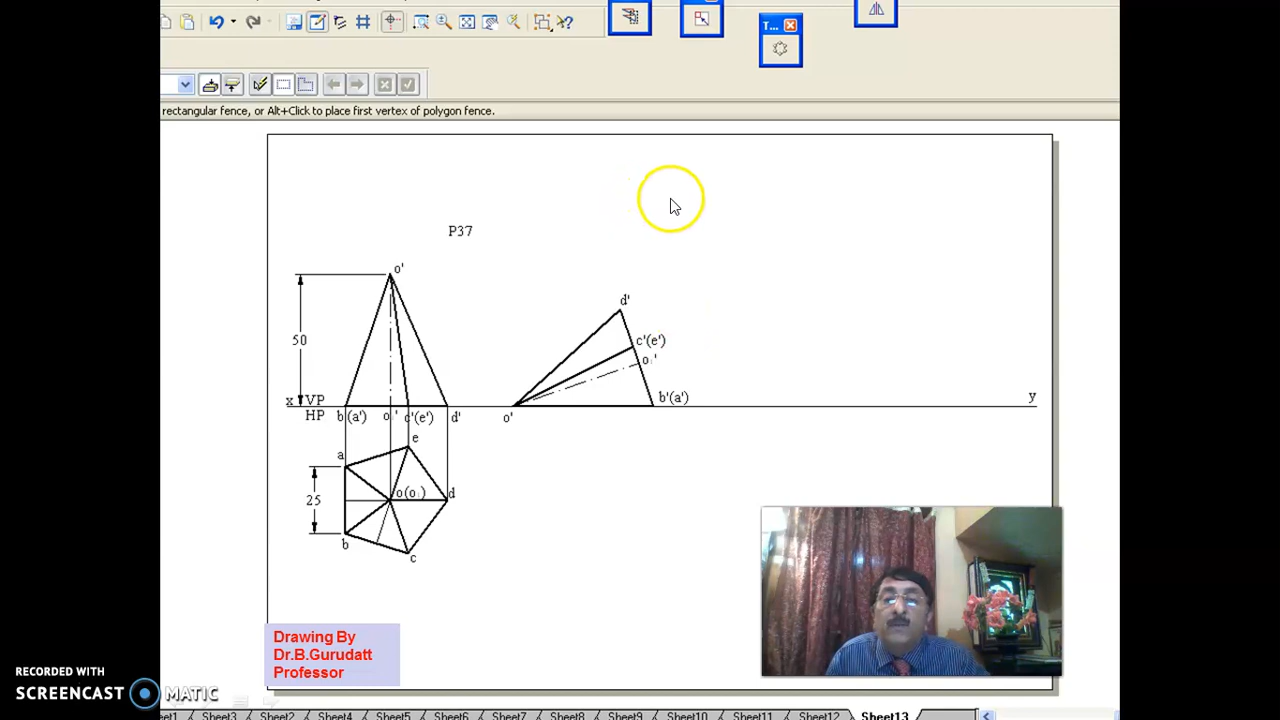 T...
rectangular fence, or Alt+Click to place first vertex of polygon fence.
P37
o'
d'
50
c'(e')
o₁'
x VP
b'(a')
y
HP
b (a')
o₁'
c'(e')
d'
o'
e
a
25
o(o₁)
d
b
c
Drawing By
Dr.B.Gurudatt
Professor
RECORDED WITH
SCREENCAST MATIC
Sheet3 Sheet2 Sheet4 Sheet5 Sheet6 Sheet7 Sheet8 Sheet9 Sheet10 Sheet11 Sheet12 Sheet13